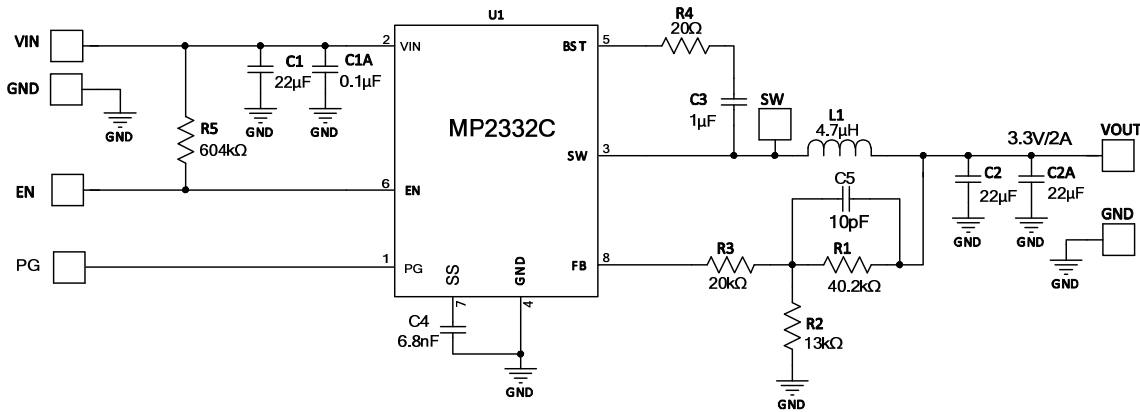 U1
VIN
GND
GND
EN
PG
2
VIN
6
EN
1
PG
MP2332C
SS
7
GND
4
BST
5
SW
3
FB
8
C1
22µF
GND
C1A
0.1µF
GND
R5
604kΩ
C4
6.8nF
GND
R4
20Ω
C3
1µF
SW
L1
4.7µH
3.3V/2A
VOUT
C5
10pF
C2
22µF
GND
C2A
22µF
GND
GND
GND
R3
20kΩ
R1
40.2kΩ
R2
13kΩ
GND